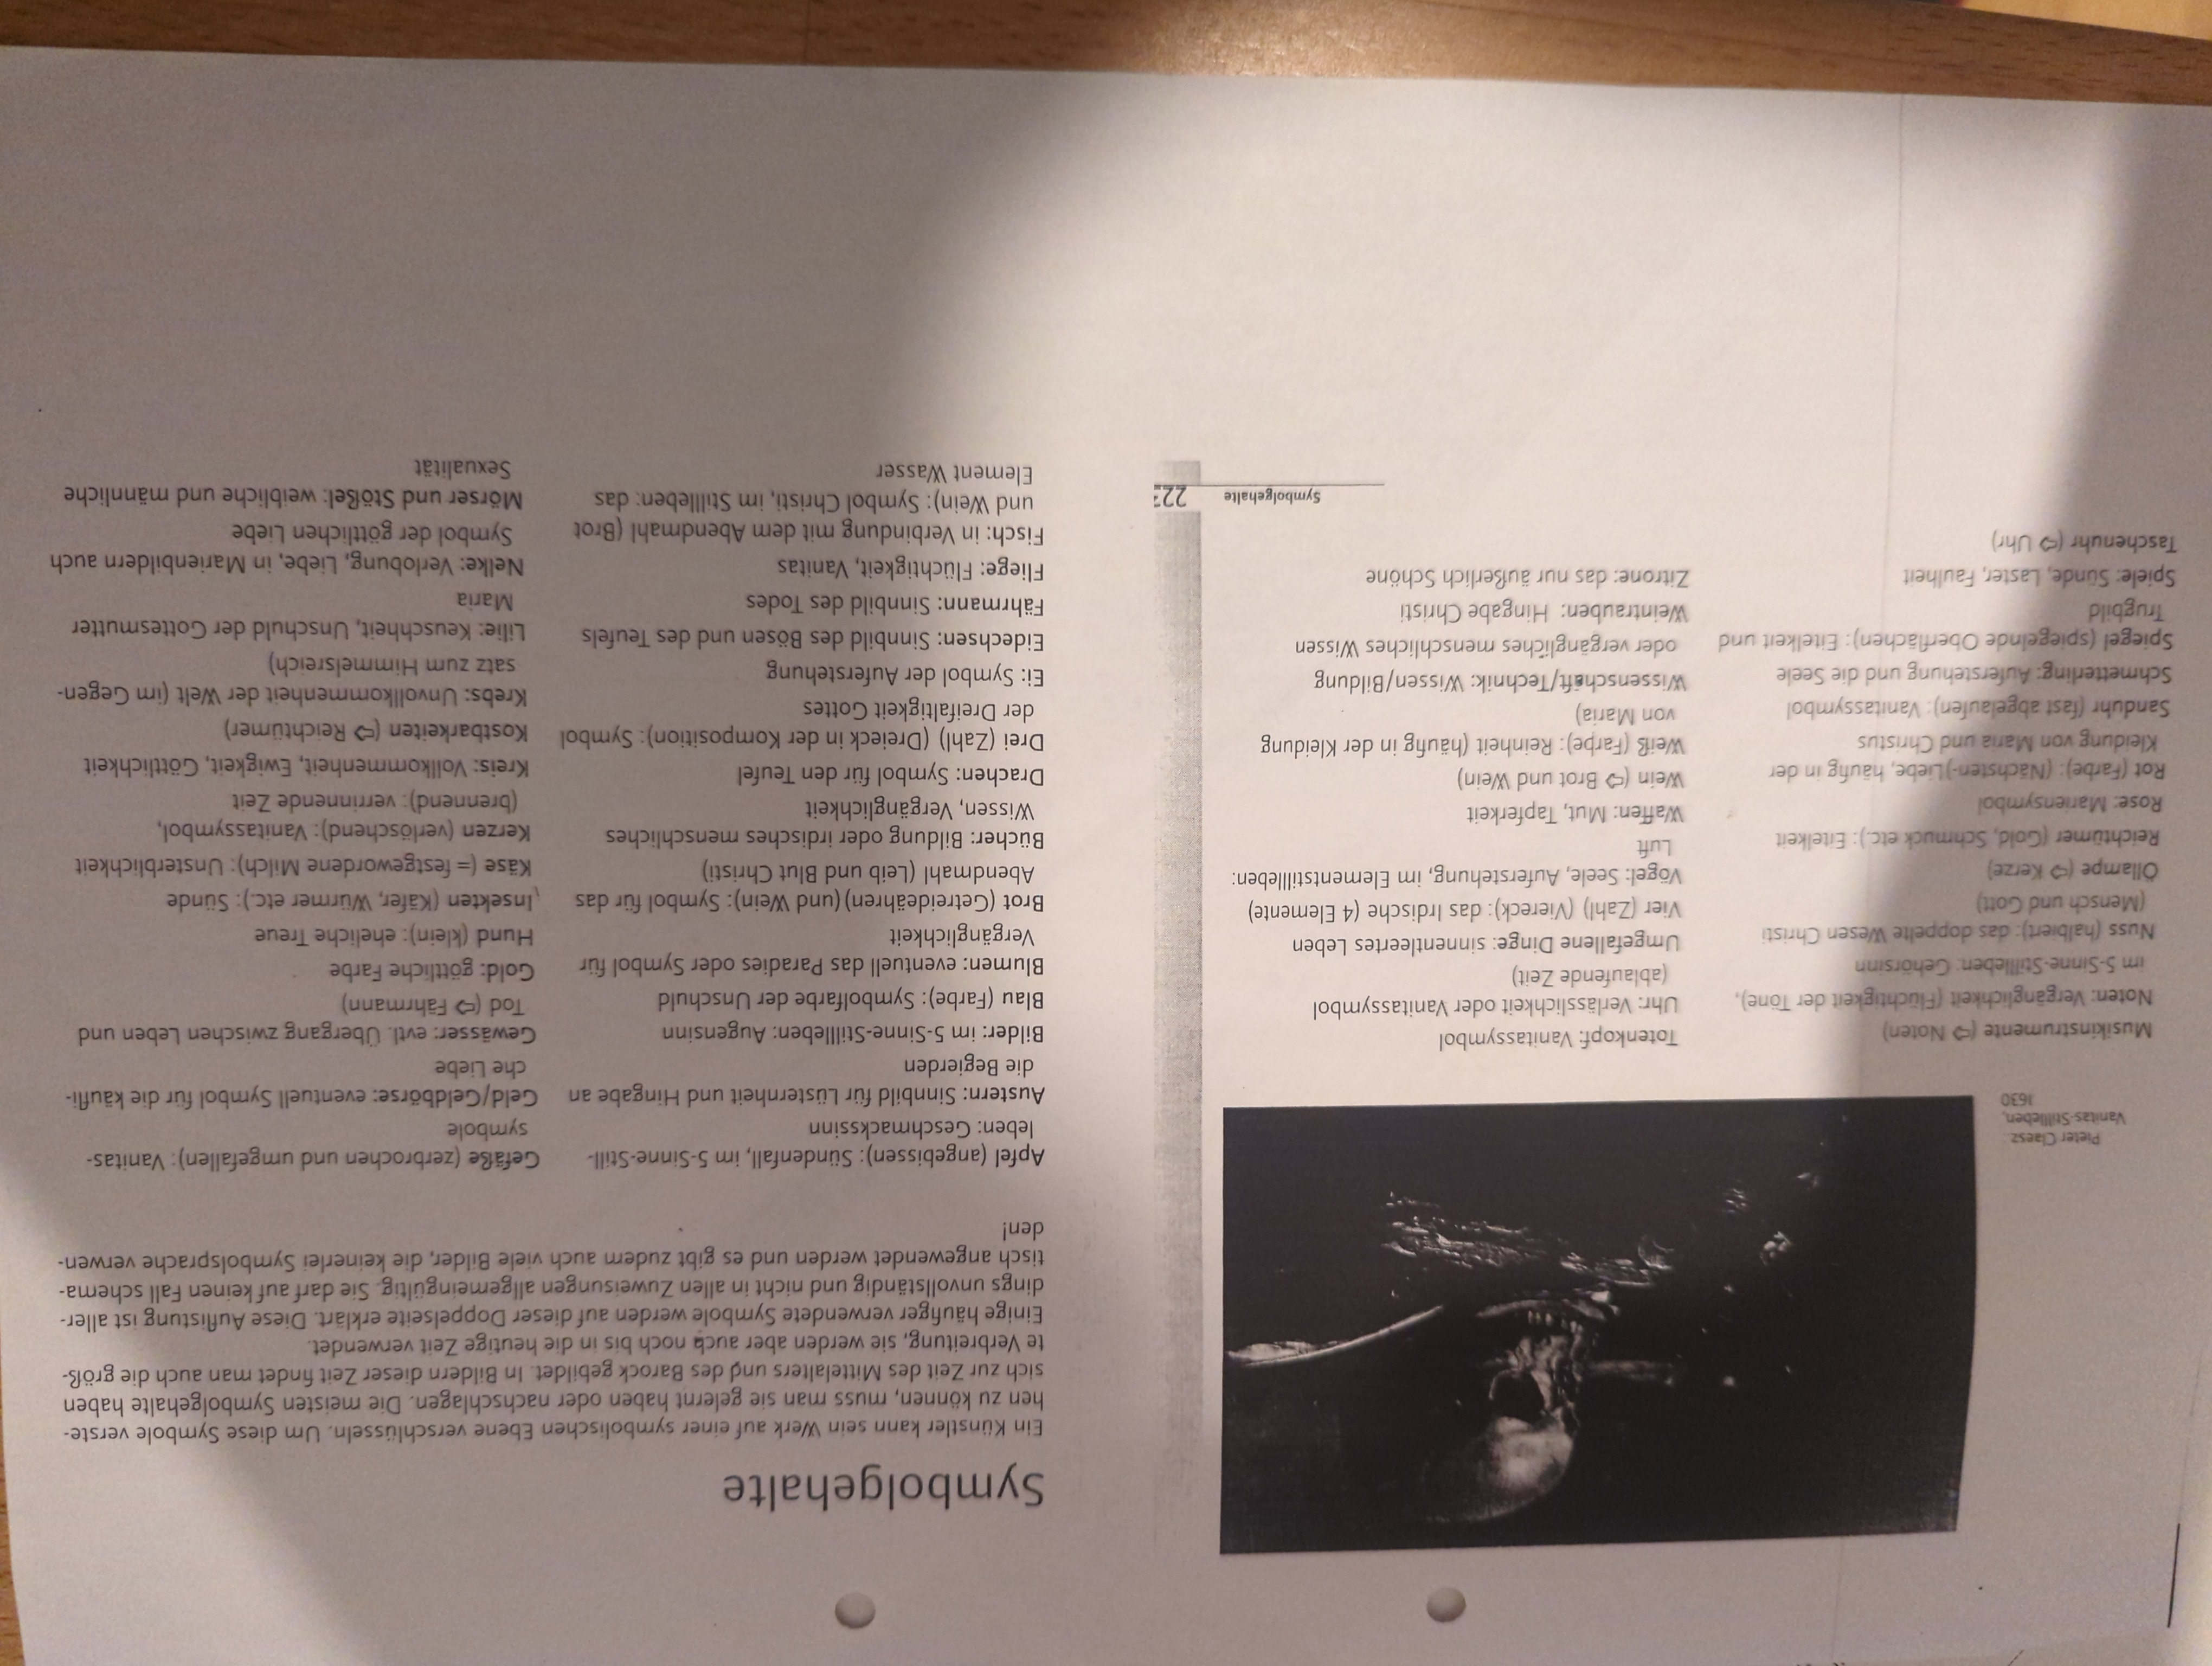 Pieter Claesz.
Vanitas-Stillleben,
1630
Musikinstrumente (⇨ Noten)
Noten: Vergänglichkeit (Flüchtigkeit der Töne),
im 5-Sinne-Stillleben: Gehörsinn
Nuss (halbiert): das doppelte Wesen Christi
(Mensch und Gott)
Öllampe (⇨ Kerze)
Reichtümer (Gold, Schmuck etc.): Eitelkeit
Rose: Mariensymbol
Rot (Farbe): (Nächsten-)Liebe, häufig in der
Kleidung von Maria und Christus
Sanduhr (fast abgelaufen): Vanitassymbol
Schmetterling: Auferstehung und die Seele
Spiegel (spiegelnde Oberflächen): Eitelkeit und
Trugbild
Spiele: Sünde, Laster, Faulheit
Taschenuhr (⇨ Uhr)
Totenkopf: Vanitassymbol
Uhr: Verlässlichkeit oder Vanitassymbol
(ablaufende Zeit)
Umgefallene Dinge: sinnentleertes Leben
Vier (Zahl) (Viereck): das Irdische (4 Elemente)
Vögel: Seele, Auferstehung, im Elementstillleben:
Luft
Waffen: Mut, Tapferkeit
Wein (⇨ Brot und Wein)
Weiß (Farbe): Reinheit (häufig in der Kleidung
von Maria)
Wissenschaft/Technik: Wissen/Bildung
oder vergängliches menschliches Wissen
Weintrauben: Hingabe Christi
Zitrone: das nur äußerlich Schöne
Symbolgehalte 223
Symbolgehalte
Ein Künstler kann sein Werk auf einer symbolischen Ebene verschlüsseln. Um diese Symbole verste-
hen zu können, muss man sie gelernt haben oder nachschlagen. Die meisten Symbolgehalte haben
sich zur Zeit des Mittelalters und des Barock gebildet. In Bildern dieser Zeit findet man auch die größ-
te Verbreitung, sie werden aber auch noch bis in die heutige Zeit verwendet.
Einige häufiger verwendete Symbole werden auf dieser Doppelseite erklärt. Diese Auflistung ist aller-
dings unvollständig und nicht in allen Zuweisungen allgemeingültig. Sie darf auf keinen Fall schema-
tisch angewendet werden und es gibt zudem auch viele Bilder, die keinerlei Symbolsprache verwen-
den!
Apfel (angebissen): Sündenfall, im 5-Sinne-Still-
leben: Geschmackssinn
Austern: Sinnbild für Lüsternheit und Hingabe an
die Begierden
Bilder: im 5-Sinne-Stillleben: Augensinn
Blau (Farbe): Symbolfarbe der Unschuld
Blumen: eventuell das Paradies oder Symbol für
Vergänglichkeit
Brot (Getreideähren) (und Wein): Symbol für das
Abendmahl (Leib und Blut Christi)
Bücher: Bildung oder irdisches menschliches
Wissen, Vergänglichkeit
Drachen: Symbol für den Teufel
Drei (Zahl) (Dreieck in der Komposition): Symbol
der Dreifaltigkeit Gottes
Ei: Symbol der Auferstehung
Eidechsen: Sinnbild des Bösen und des Teufels
Fährmann: Sinnbild des Todes
Fliege: Flüchtigkeit, Vanitas
Fisch: in Verbindung mit dem Abendmahl (Brot
und Wein): Symbol Christi, im Stillleben: das
Element Wasser
Gefäße (zerbrochen und umgefallen): Vanitas-
symbole
Geld/Geldbörse: eventuell Symbol für die käufli-
che Liebe
Gewässer: evtl. Übergang zwischen Leben und
Tod (⇨ Fährmann)
Gold: göttliche Farbe
Hund (klein): eheliche Treue
Insekten (Käfer, Würmer etc.): Sünde
Käse (= festgewordene Milch): Unsterblichkeit
Kerzen (verlöschend): Vanitassymbol,
(brennend): verrinnende Zeit
Kreis: Vollkommenheit, Ewigkeit, Göttlichkeit
Kostbarkeiten (⇨ Reichtümer)
Krebs: Unvollkommenheit der Welt (im Gegen-
satz zum Himmelsreich)
Lilie: Keuschheit, Unschuld der Gottesmutter
Maria
Nelke: Verlobung, Liebe, in Marienbildern auch
Symbol der göttlichen Liebe
Mörser und Stößel: weibliche und männliche
Sexualität